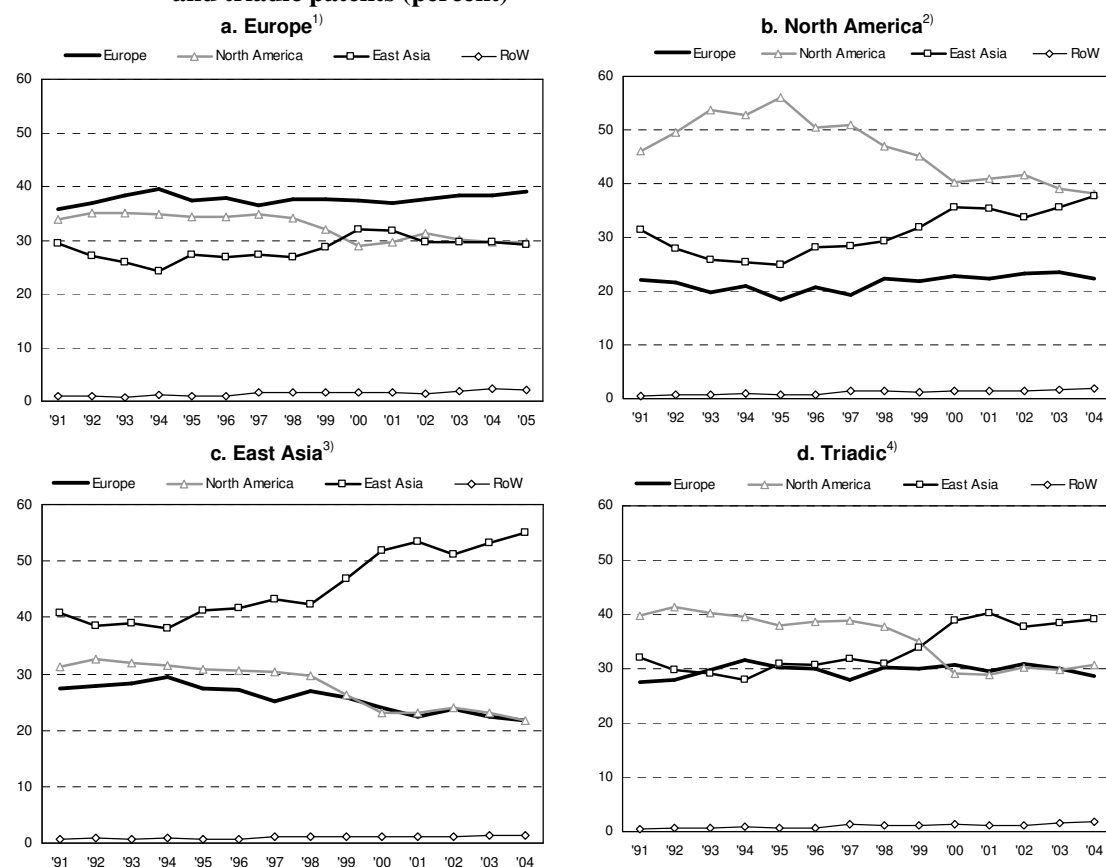 and triadic patents (percent)
a. Europe1)
Europe North America East Asia RoW
60
50
40
30
20
10
0
'91 '92 '93 '94 '95 '96 '97 '98 '99 '00 '01 '02 '03 '04 '05
b. North America2)
Europe North America East Asia RoW
60
50
40
30
20
10
0
'91 '92 '93 '94 '95 '96 '97 '98 '99 '00 '01 '02 '03 '04
c. East Asia3)
Europe North America East Asia RoW
60
50
40
30
20
10
0
'91 '92 '93 '94 '95 '96 '97 '98 '99 '00 '01 '02 '03 '04
d. Triadic4)
Europe North America East Asia RoW
60
50
40
30
20
10
0
'91 '92 '93 '94 '95 '96 '97 '98 '99 '00 '01 '02 '03 '04